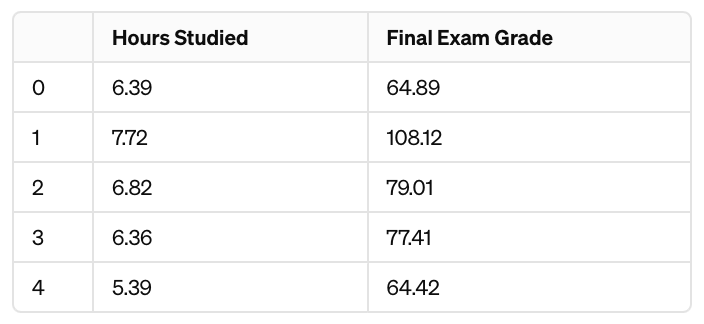 Hours Studied Final Exam Grade
0 6.39 64.89
1 7.72 108.12
2 6.82 79.01
3 6.36 77.41
4 5.39 64.42